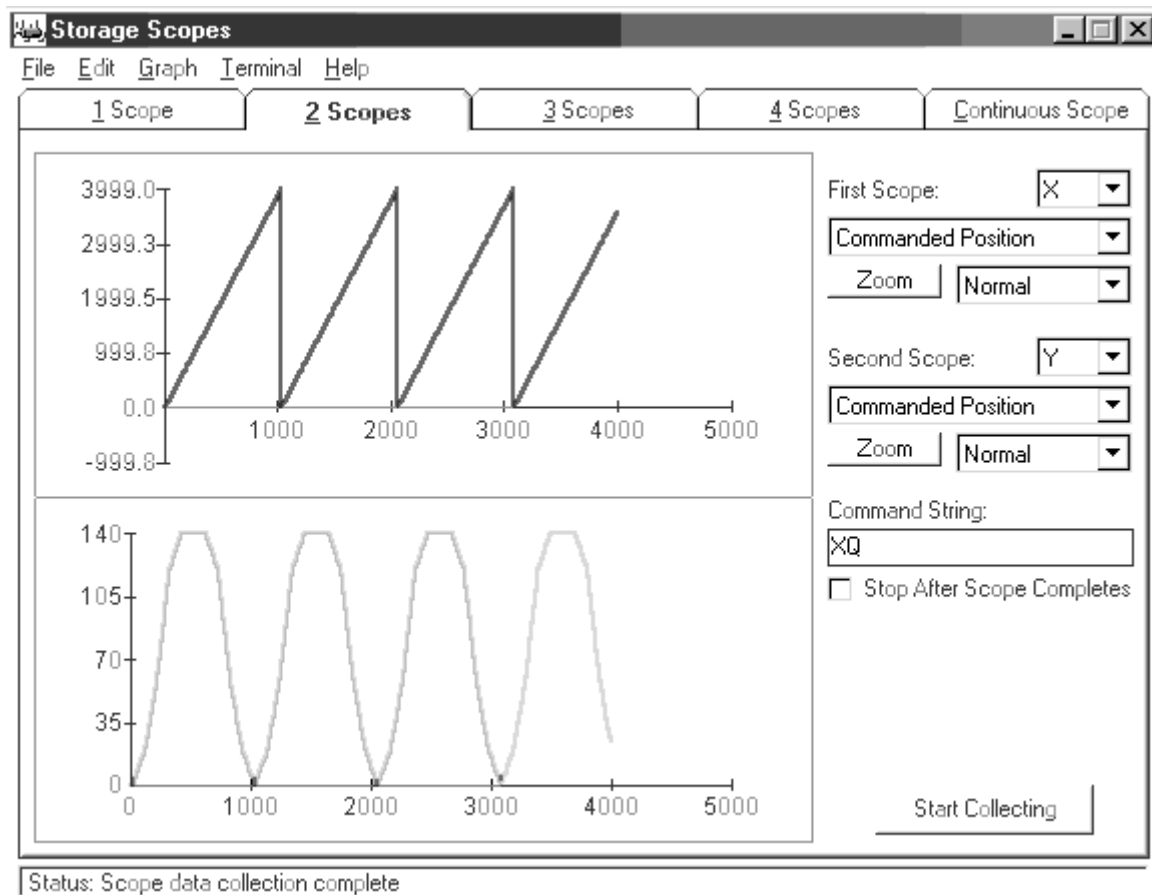 Storage Scopes
File Edit Graph Terminal Help
1 Scope 2 Scopes 3 Scopes 4 Scopes Continuous Scope
3999.0
2999.3
1999.5
999.8
0.0
1000 2000 3000 4000 5000
-999.8
140
105
70
35
0
0 1000 2000 3000 4000 5000
First Scope: X
Commanded Position
Zoom Normal
Second Scope: Y
Commanded Position
Zoom Normal
Command String:
XQ
Stop After Scope Completes
Start Collecting
Status: Scope data collection complete